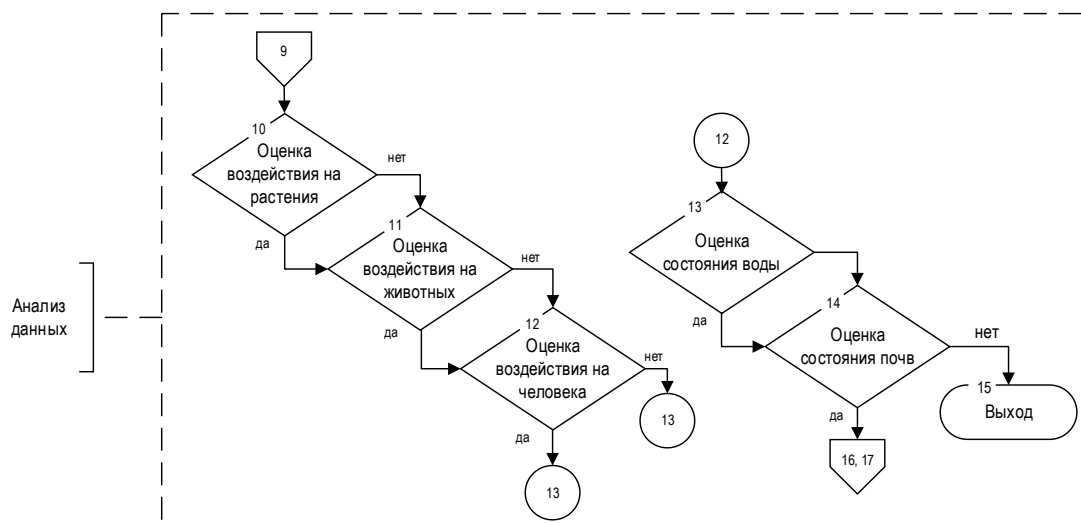 9
10
Оценка
воздействия на
растения
нет
да
11
Оценка
воздействия на
животных
нет
да
12
Оценка
воздействия на
человека
нет
13
да
13
12
13
Оценка
состояния воды
да
14
Оценка
состояния почв
нет
15
Выход
да
16, 17
Анализ
данных